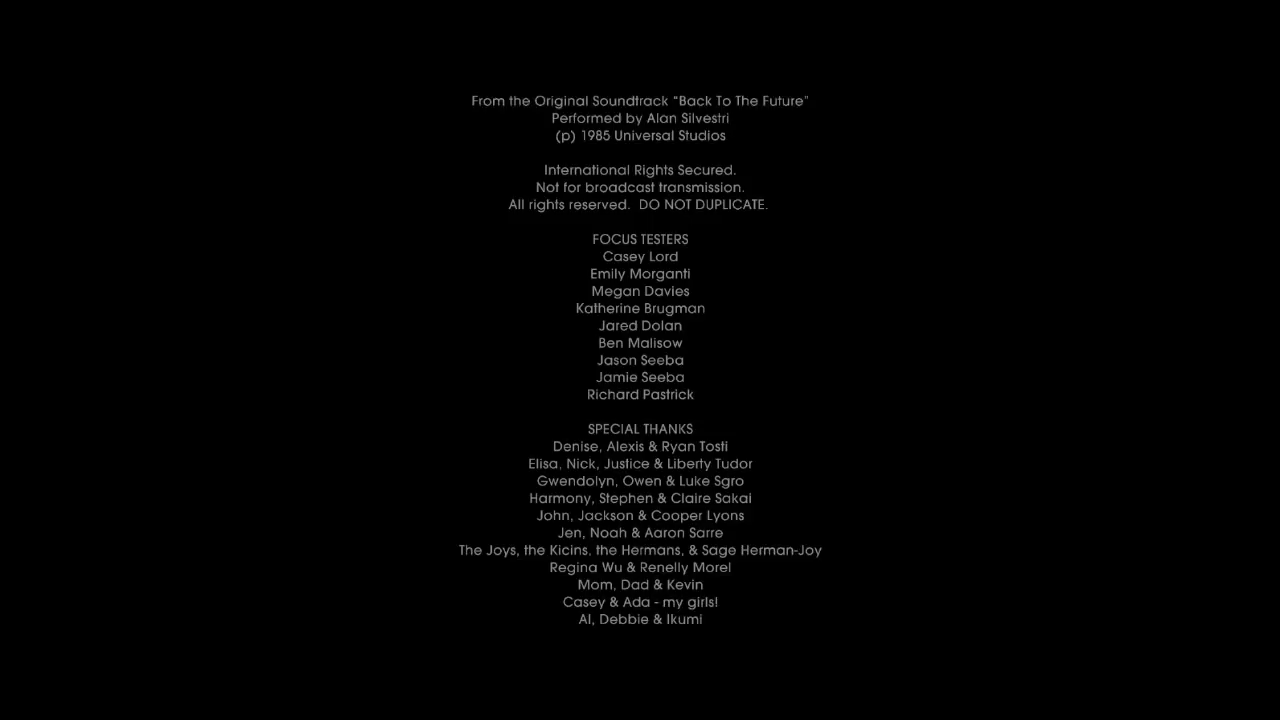 From the Original Soundtrack "Back To The Future"
Performed by Alan Silvestri
(p) 1985 Universal Studios
International Rights Secured.
Not for broadcast transmission.
All rights reserved.  DO NOT DUPLICATE.
FOCUS TESTERS
Casey Lord
Emily Morganti
Megan Davies
Katherine Brugman
Jared Dolan
Ben Malisow
Jason Seeba
Jamie Seeba
Richard Pastrick
SPECIAL THANKS
Denise, Alexis & Ryan Tosti
Elisa, Nick, Justice & Liberty Tudor
Gwendolyn, Owen & Luke Sgro
Harmony, Stephen & Claire Sakai
John, Jackson & Cooper Lyons
Jen, Noah & Aaron Sarre
The Joys, the Kicins, the Hermans, & Sage Herman-Joy
Regina Wu & Renelly Morel
Mom, Dad & Kevin
Casey & Ada - my girls!
Al, Debbie & Ikumi